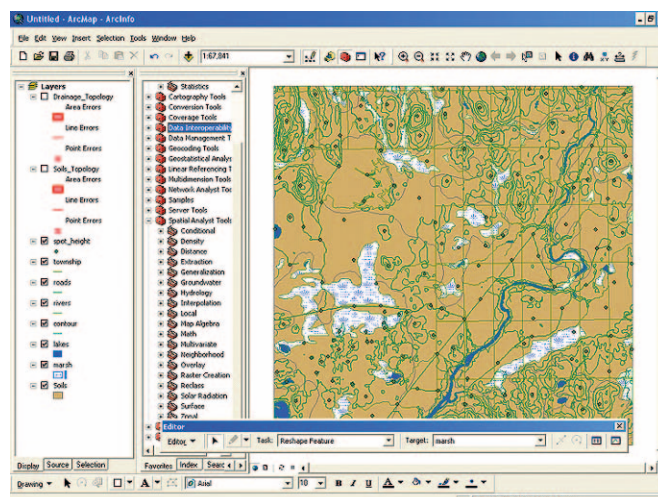 Untitled - ArcMap - ArcInfo
File Edit View Insert Selection Tools Window Help
1:67,841
Layers
Drainage_Topology
Area Errors
Line Errors
Point Errors
Soils_Topology
Area Errors
Line Errors
Point Errors
spot_height
township
roads
rivers
contour
lakes
marsh
Soils
Display Source Selection
Statistics
Cartography Tools
Conversion Tools
Coverage Tools
Data Interoperability
Data Management T
Geocoding Tools
Geostatistical Analys
Linear Referencing T
Multidimension Tools
Network Analyst Too
Samples
Server Tools
Spatial Analyst Tools
Conditional
Density
Distance
Extraction
Generalization
Groundwater
Hydrology
Interpolation
Local
Map Algebra
Math
Multivariate
Neighborhood
Overlay
Raster Creation
Reclass
Solar Radiation
Surface
Zonal
Favorites Index Searc
Editor
Editor Task: Reshape Feature Target: marsh
Drawing A Arial 10 B I U A